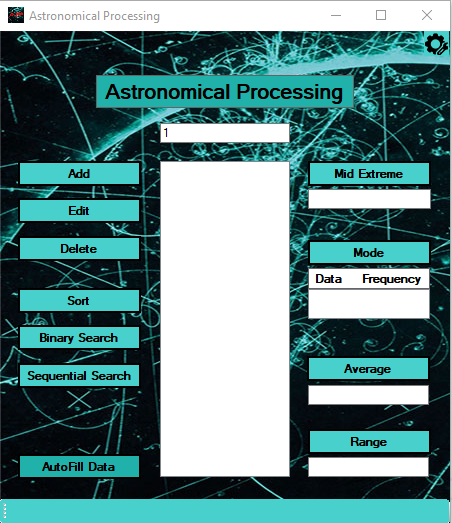 Astronomical Processing
Astronomical Processing
1
Add
Edit
Delete
Sort
Binary Search
Sequential Search
AutoFill Data
Mid Extreme
Mode
Data Frequency
Average
Range